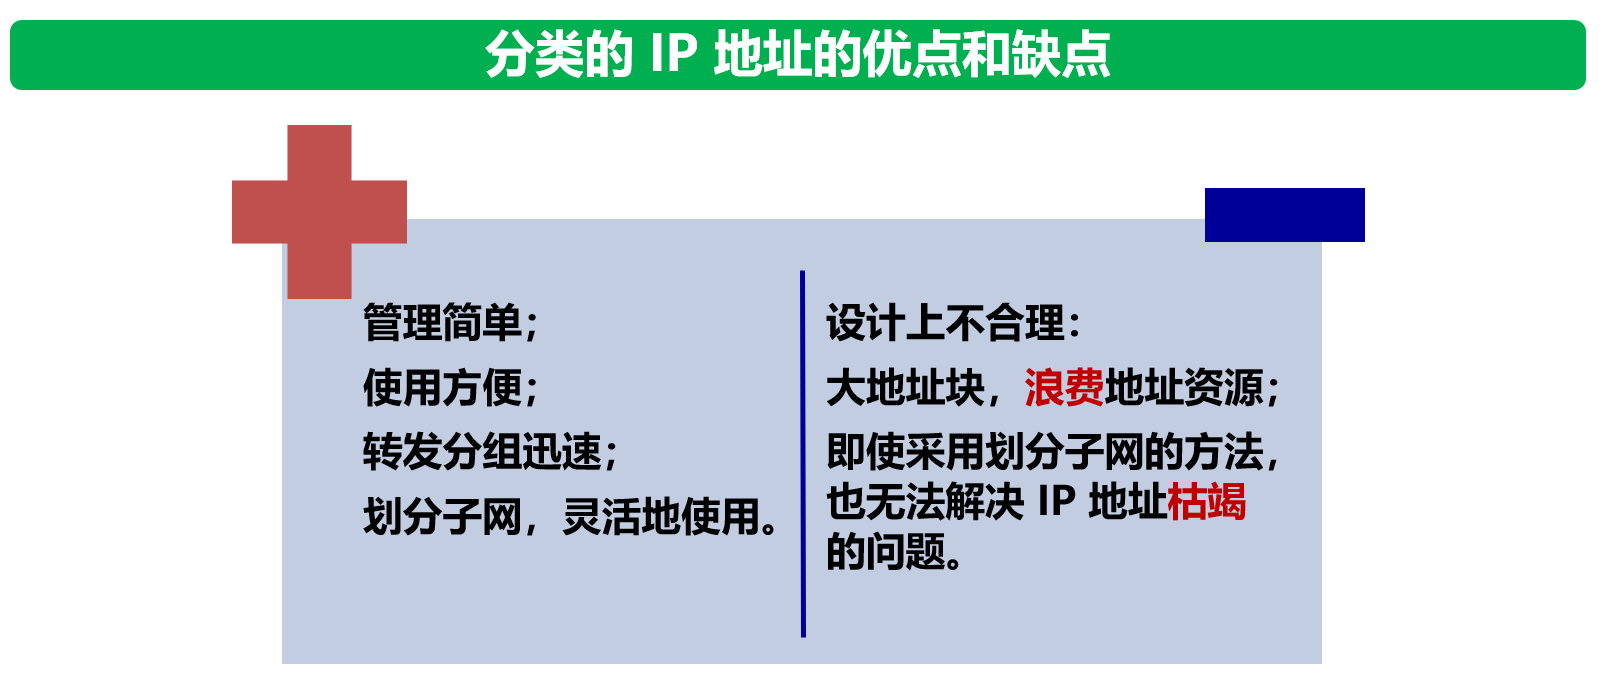 分类的 IP 地址的优点和缺点
管理简单；
使用方便；
转发分组迅速；
划分子网，灵活地使用。
设计上不合理：
大地址块，浪费地址资源；
即使采用划分子网的方法，
也无法解决 IP 地址枯竭
的问题。